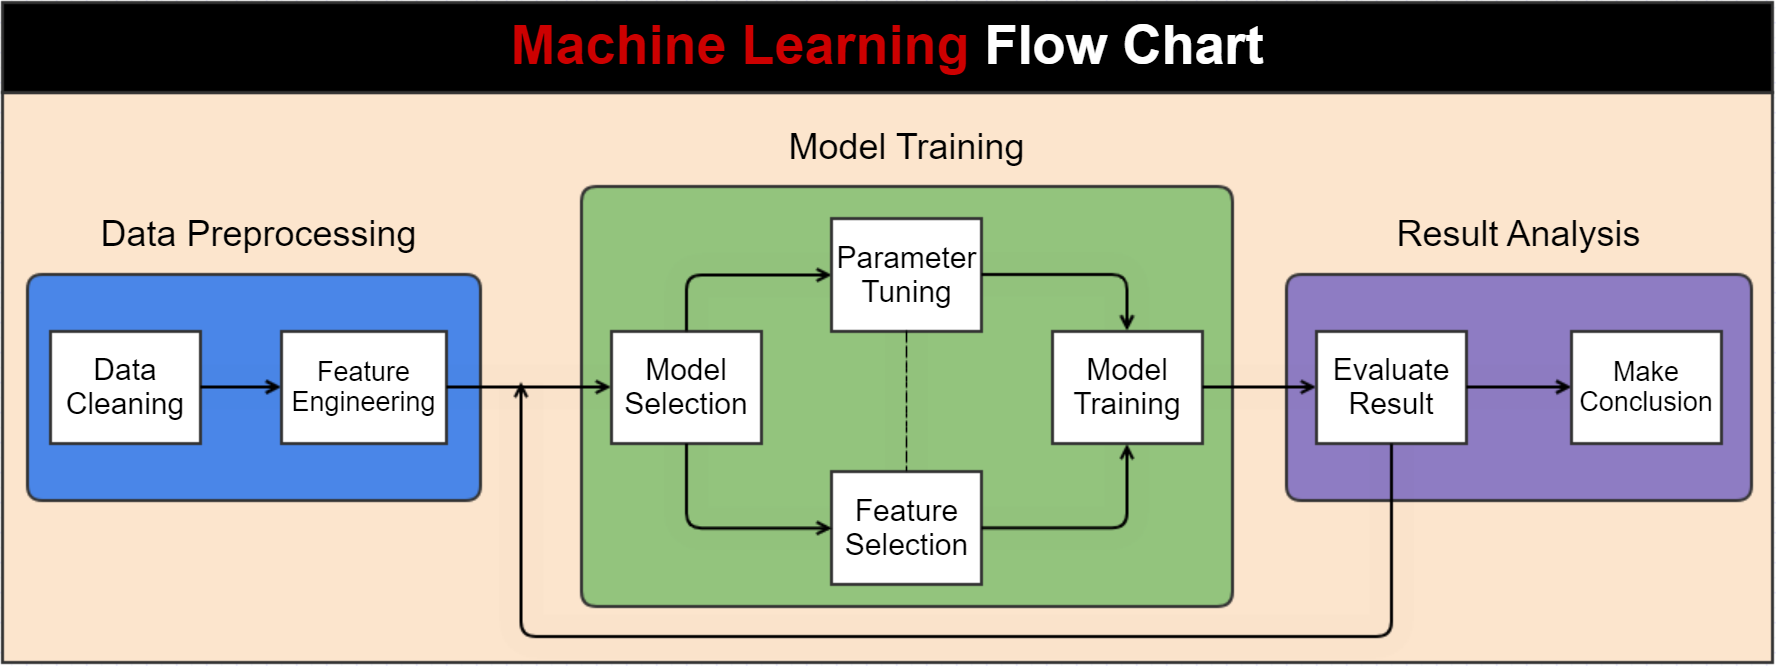 Machine Learning Flow Chart
Model Training
Data Preprocessing
Result Analysis
Data
Cleaning
Feature
Engineering
Model
Selection
Parameter
Tuning
Feature
Selection
Model
Training
Evaluate
Result
Make
Conclusion